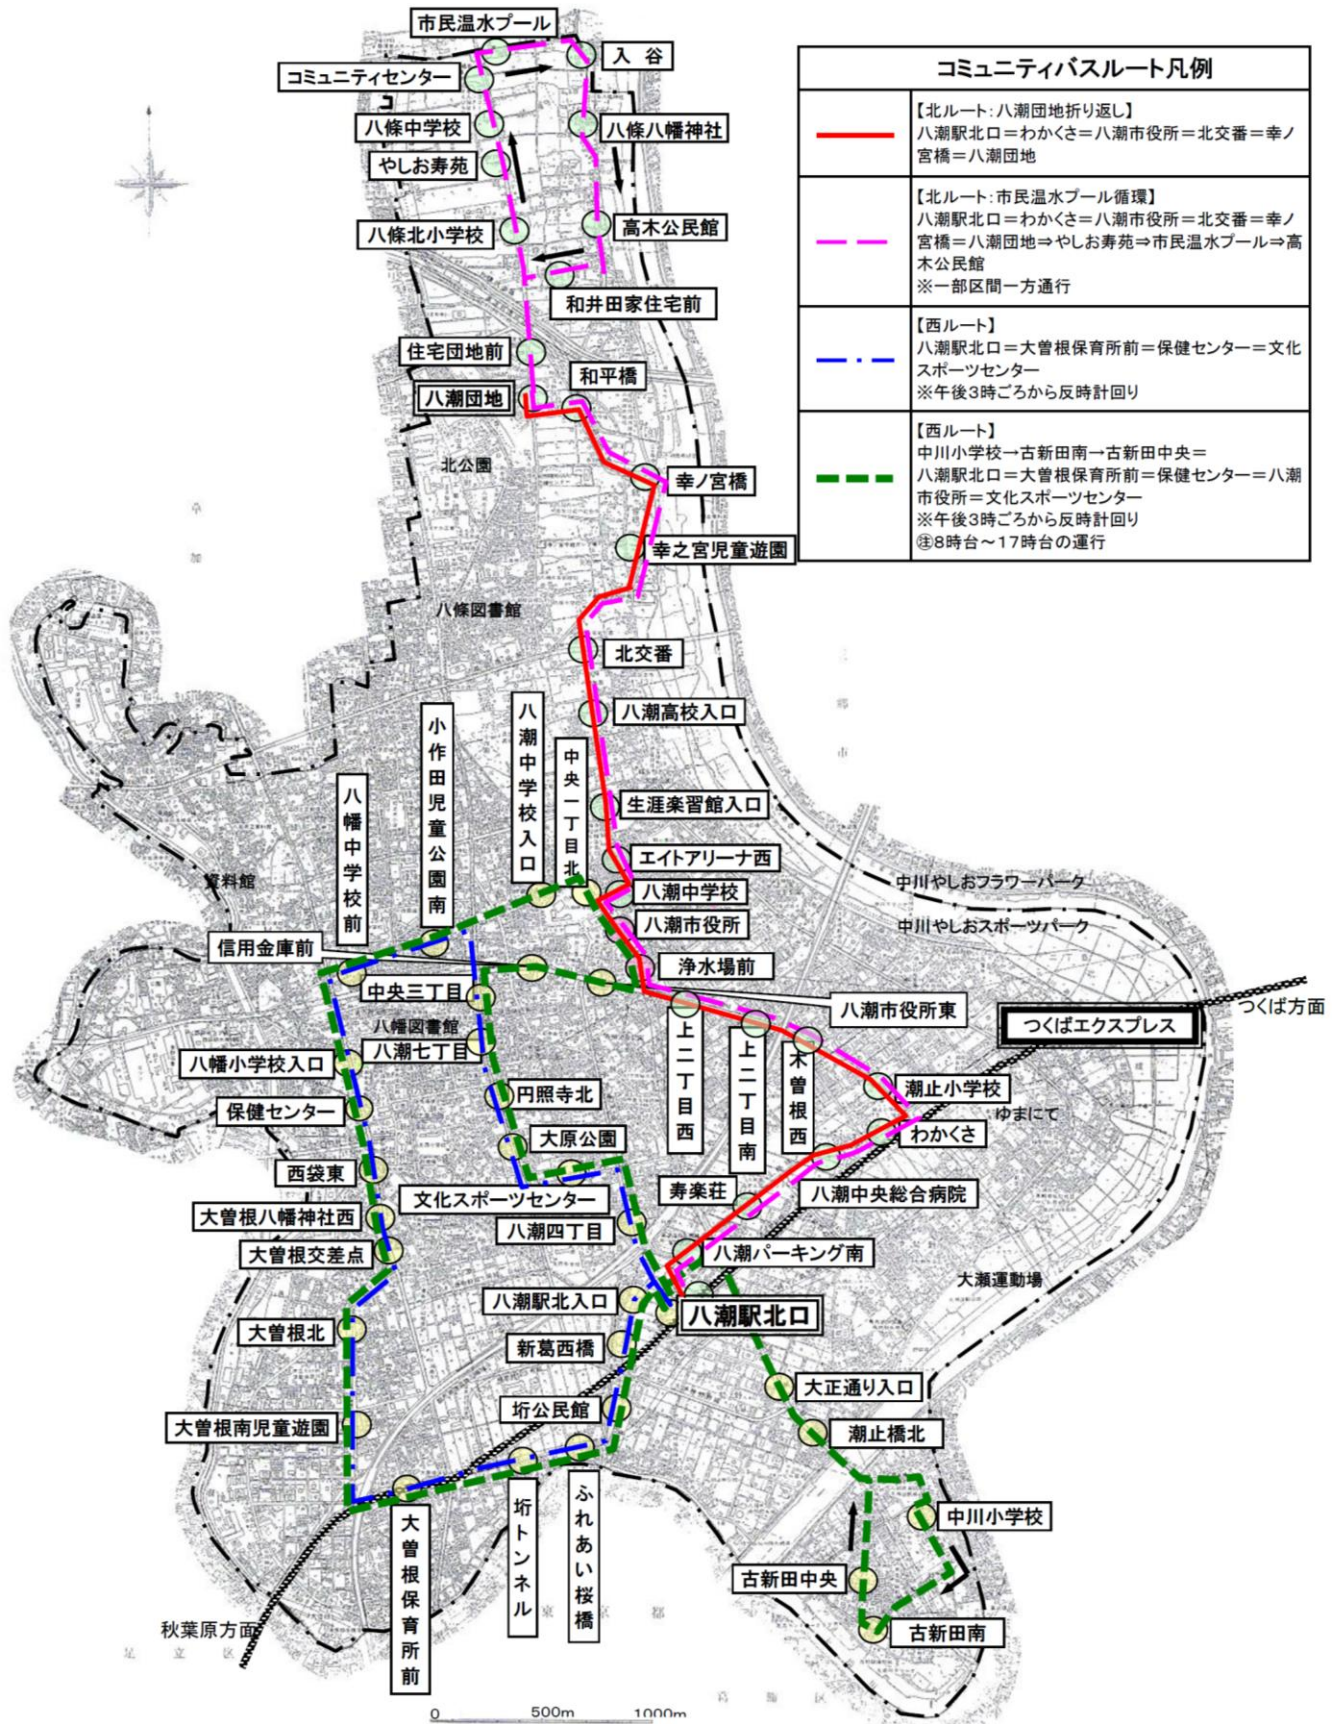 市民温水プール
入 谷
コミュニティセンター
八條中学校
八條八幡神社
やしお寿苑
八條北小学校
高木公民館
和井田家住宅前
住宅団地前
和平橋
八潮団地
北公園
幸ノ宮橋
幸之宮児童遊園
八條図書館
北交番
八潮高校入口
小作田児童公園南
八潮中学校入口
中央一丁目北
八幡中学校前
生涯楽習館入口
エイトアリーナ西
八潮中学校
資料館
八潮市役所
信用金庫前
浄水場前
中川やしおフラワーパーク
中川やしおスポーツパーク
中央三丁目
八潮市役所東
つくばエクスプレス
つくば方面
八幡図書館
八潮七丁目
八幡小学校入口
上二丁目西
上二丁目南
木曽根西
潮止小学校
ゆまにて
保健センター
円照寺北
わかくさ
大原公園
西袋東
文化スポーツセンター
寿楽荘
八潮中央総合病院
大曽根八幡神社西
八潮四丁目
大曽根交差点
八潮パーキング南
大瀬運動場
八潮駅北入口
八潮駅北口
大曽根北
新葛西橋
大正通り入口
大曽根南児童遊園
垳公民館
潮止橋北
大曽根保育所前
垳トンネル
ふれあい桜橋
中川小学校
古新田中央
古新田南
秋葉原方面
足 立 区
東 京 都
葛 飾 区
三
郷
市
草
加
0 500m 1000m
コミュニティバスルート凡例
【北ルート：八潮団地折り返し】
八潮駅北口＝わかくさ＝八潮市役所＝北交番＝幸ノ
宮橋＝八潮団地
【北ルート：市民温水プール循環】
八潮駅北口＝わかくさ＝八潮市役所＝北交番＝幸ノ
宮橋＝八潮団地⇒やしお寿苑⇒市民温水プール⇒高
木公民館
※一部区間一方通行
【西ルート】
八潮駅北口＝大曽根保育所前＝保健センター＝文化
スポーツセンター
※午後3時ごろから反時計回り
【西ルート】
中川小学校→古新田南→古新田中央＝
八潮駅北口＝大曽根保育所前＝保健センター＝八潮
市役所＝文化スポーツセンター
※午後3時ごろから反時計回り
㊟8時台～17時台の運行